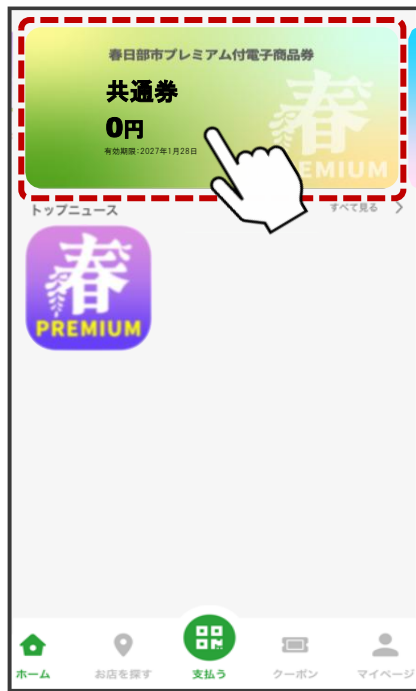 春日部市プレミアム付電子商品券
共通券
0円
有効期限:2027年1月28日
春
EMIUM
トップニュース
すべて見る
春
PREMIUM
ホーム
お店を探す
支払う
クーポン
マイページ